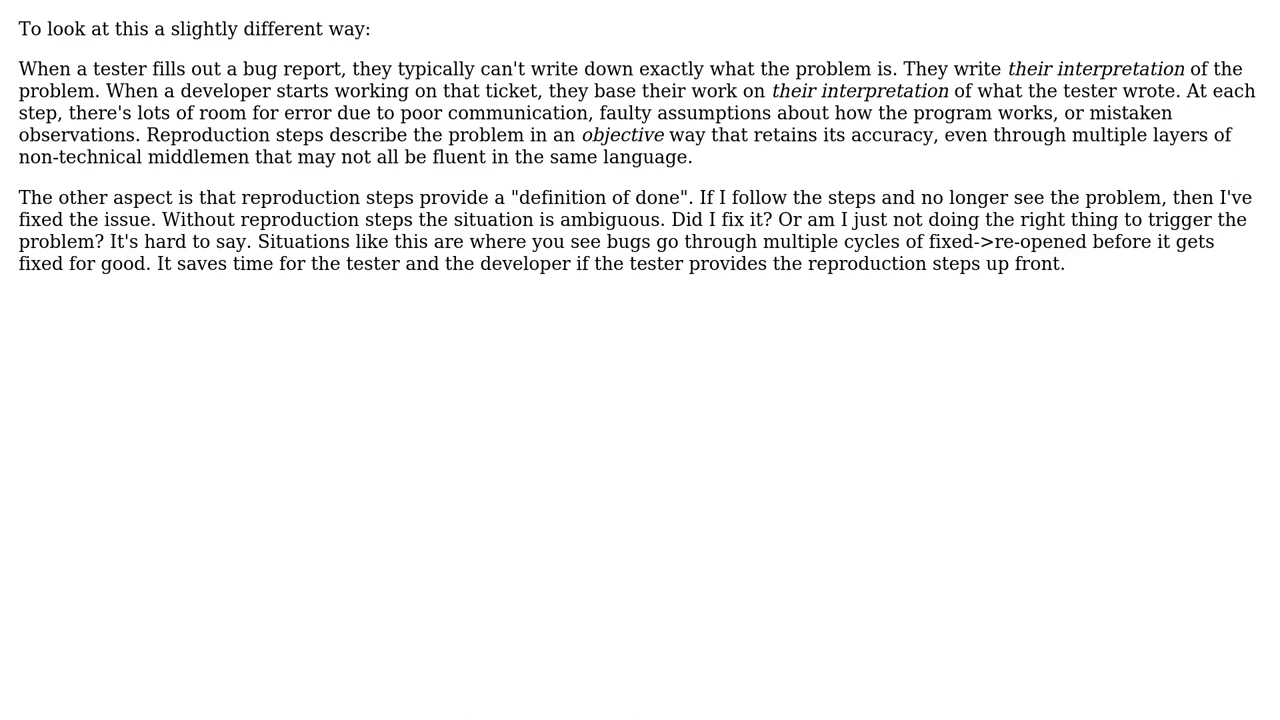 To look at this a slightly different way:
When a tester fills out a bug report, they typically can't write down exactly what the problem is. They write their interpretation of the
problem. When a developer starts working on that ticket, they base their work on their interpretation of what the tester wrote. At each
step, there's lots of room for error due to poor communication, faulty assumptions about how the program works, or mistaken
observations. Reproduction steps describe the problem in an objective way that retains its accuracy, even through multiple layers of
non-technical middlemen that may not all be fluent in the same language.
The other aspect is that reproduction steps provide a "definition of done". If I follow the steps and no longer see the problem, then I've
fixed the issue. Without reproduction steps the situation is ambiguous. Did I fix it? Or am I just not doing the right thing to trigger the
problem? It's hard to say. Situations like this are where you see bugs go through multiple cycles of fixed->re-opened before it gets
fixed for good. It saves time for the tester and the developer if the tester provides the reproduction steps up front.